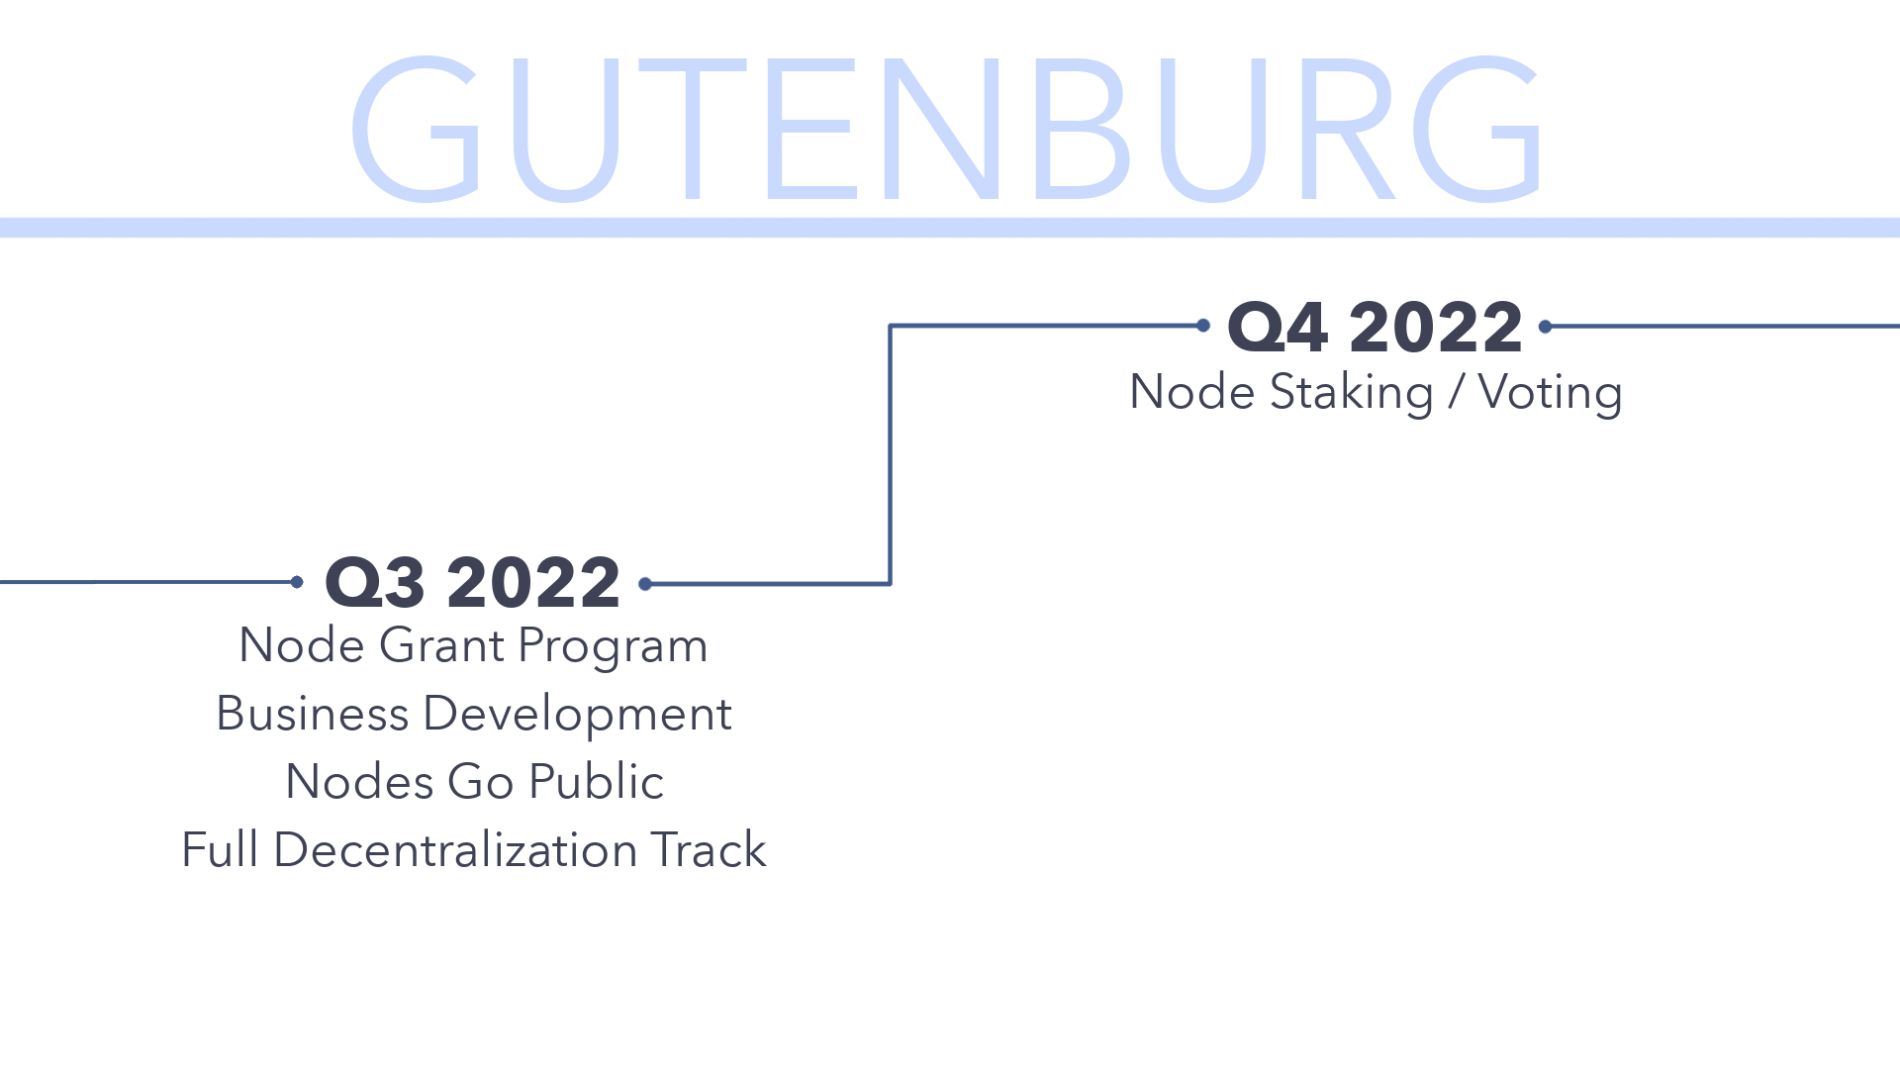 GUTENBURG
Q3 2022
Node Grant Program
Business Development
Nodes Go Public
Full Decentralization Track
Q4 2022
Node Staking / Voting